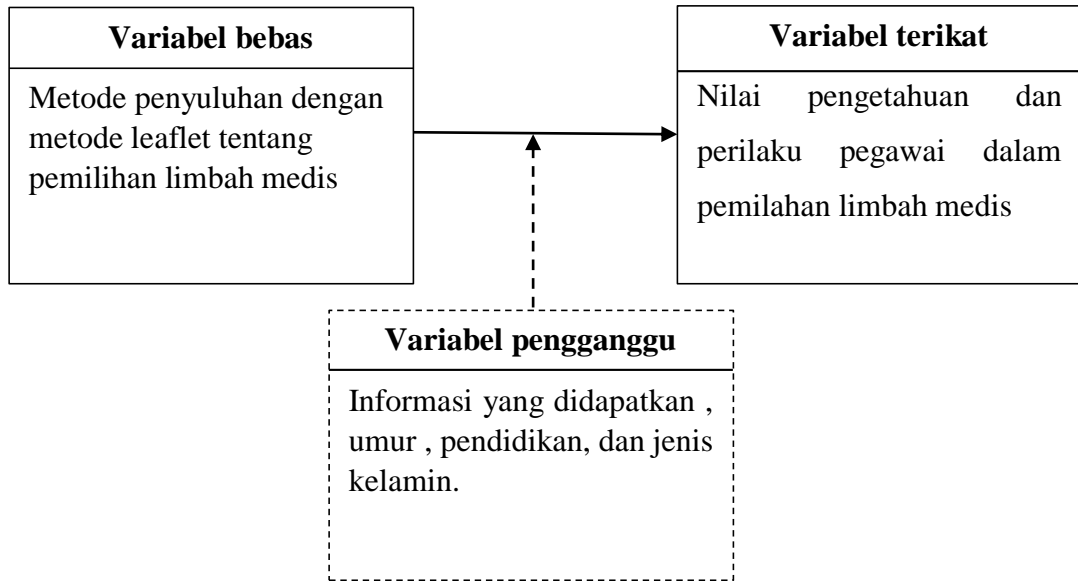 Variabel bebas
Metode penyuluhan dengan
metode leaflet tentang
pemilihan limbah medis
Variabel terikat
Nilai pengetahuan dan
perilaku pegawai dalam
pemilahan limbah medis
Variabel pengganggu
Informasi yang didapatkan ,
umur , pendidikan, dan jenis
kelamin.